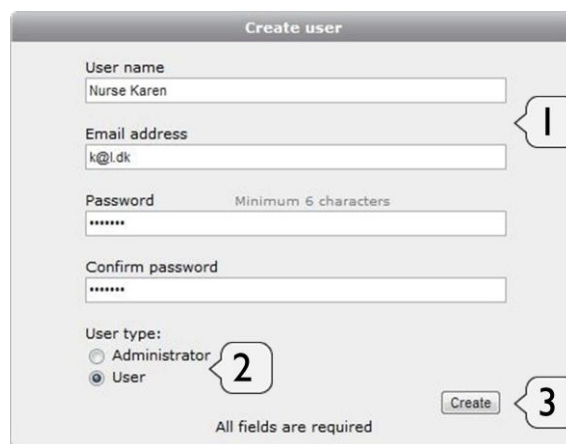 Create user
User name
Nurse Karen
1
Email address
k@l.dk
Password Minimum 6 characters
•••••••
Confirm password
•••••••
User type:
Administrator
2
User
Create
3
All fields are required